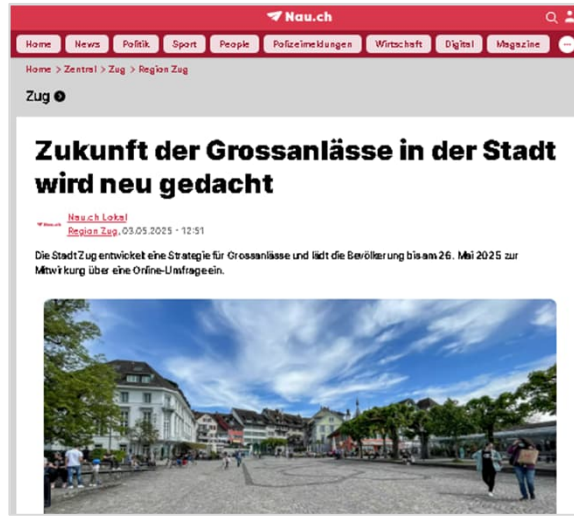 Nau.ch
Home News Politik Sport People Polizeimeldungen Wirtschaft Digital Magazine
Home > Zentral > Zug > Region Zug
Zug
Zukunft der Grossanlässe in der Stadt
wird neu gedacht
Nau.ch Lokal
Region Zug, 03.05.2025 - 12:51
Die Stadt Zug entwickelt eine Strategie für Grossanlässe und lädt die Bevölkerung bis am 26. Mai 2025 zur
Mitwirkung über eine Online-Umfrage ein.